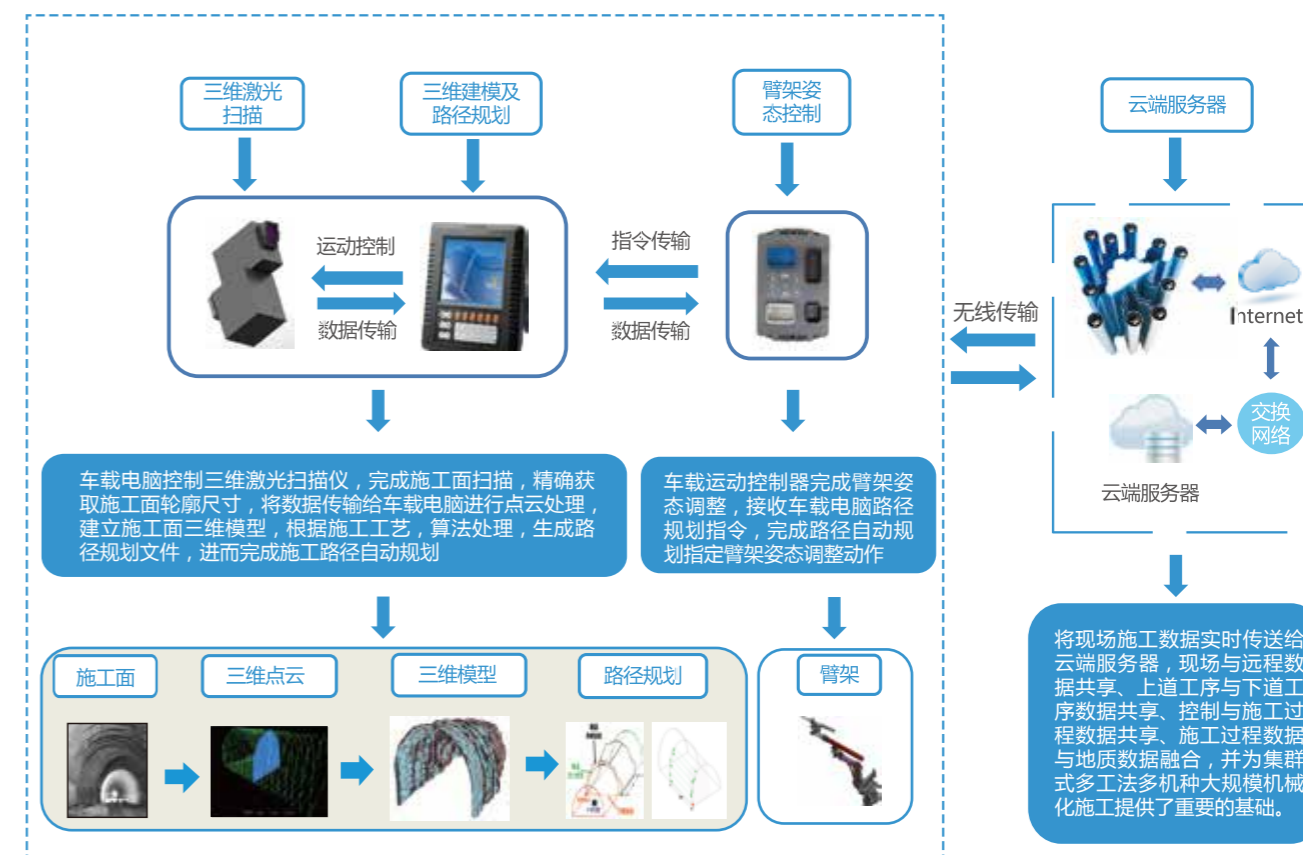 三维激光
扫描
三维建模及
路径规划
臂架姿
态控制
云端服务器
运动控制
数据传输
指令传输
数据传输
无线传输
Internet
交换
网络
云端服务器
车载电脑控制三维激光扫描仪，完成施工面扫描，精确获
取施工面轮廓尺寸，将数据传输给车载电脑进行点云处理，
建立施工面三维模型，根据施工工艺，算法处理，生成路
径规划文件，进而完成施工路径自动规划
车载运动控制器完成臂架姿
态调整，接收车载电脑路径
规划指令，完成路径自动规
划指定臂架姿态调整动作
将现场施工数据实时传送给
云端服务器，现场与远程数
据共享、上道工序与下道工
序数据共享、控制与施工过
程数据共享、施工过程数据
与地质数据融合，并为集群
式多工法多机种大规模机械
化施工提供了重要的基础。
施工面
三维点云
三维模型
路径规划
臂架